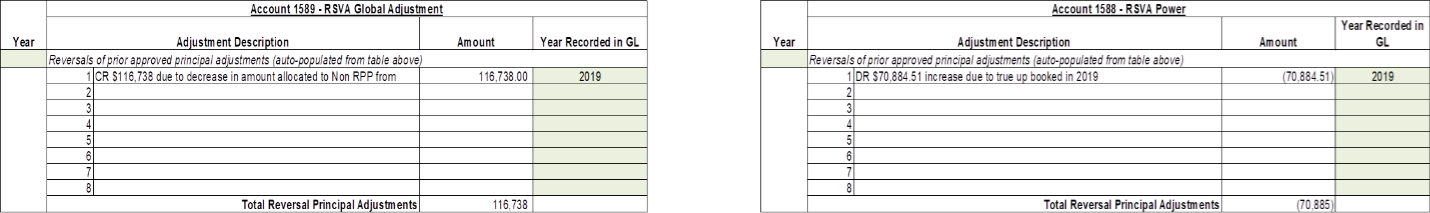 Account 1589 - RSVA Global Adjustment
Year Adjustment Description Amount Year Recorded in GL
Reversals of prior approved principal adjustments (auto-populated from table above)
1 CR $116,738 due to decrease in amount allocated to Non RPP from 116,738.00 2019
2
3
4
5
6
7
8
Total Reversal Principal Adjustments 116,738
Account 1588 - RSVA Power
Year Adjustment Description Amount Year Recorded in
GL
Reversals of prior approved principal adjustments (auto-populated from table above)
1 DR $70,884.51 increase due to true up booked in 2019 (70,884.51) 2019
2
3
4
5
6
7
8
Total Reversal Principal Adjustments (70,885)